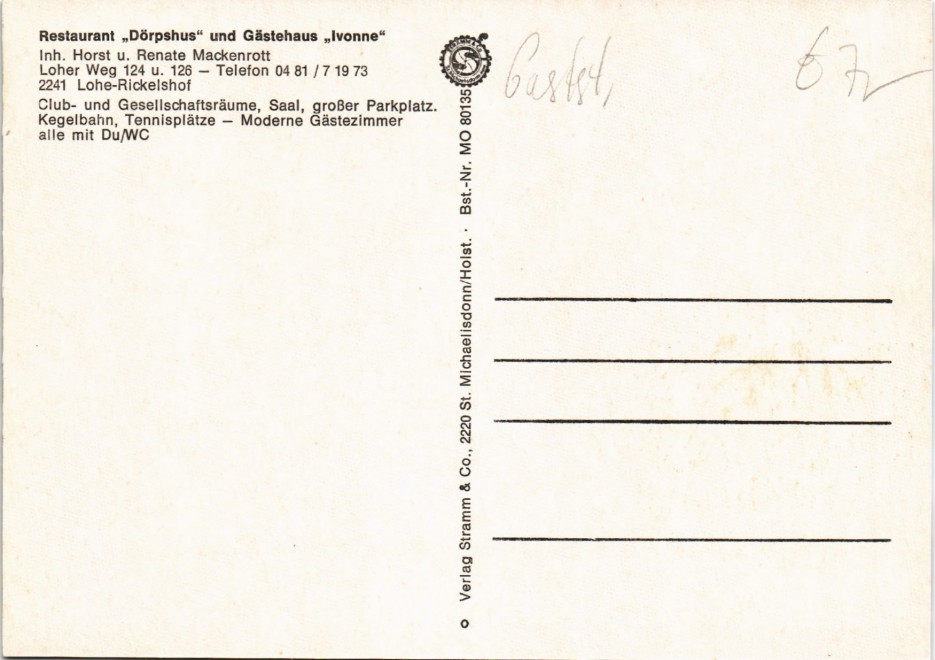 Restaurant „Dörpshus“ und Gästehaus „Ivonne“
Inh. Horst u. Renate Mackenrott
Loher Weg 124 u. 126 – Telefon 04 81 / 7 19 73
2241 Lohe-Rickelshof
Club- und Gesellschaftsräume, Saal, großer Parkplatz.
Kegelbahn, Tennisplätze – Moderne Gästezimmer
alle mit Du/WC
Verlag Stramm & Co., 2220 St. Michaelisdonn/Holst. · Bst.-Nr. MO 80135
Gastst,